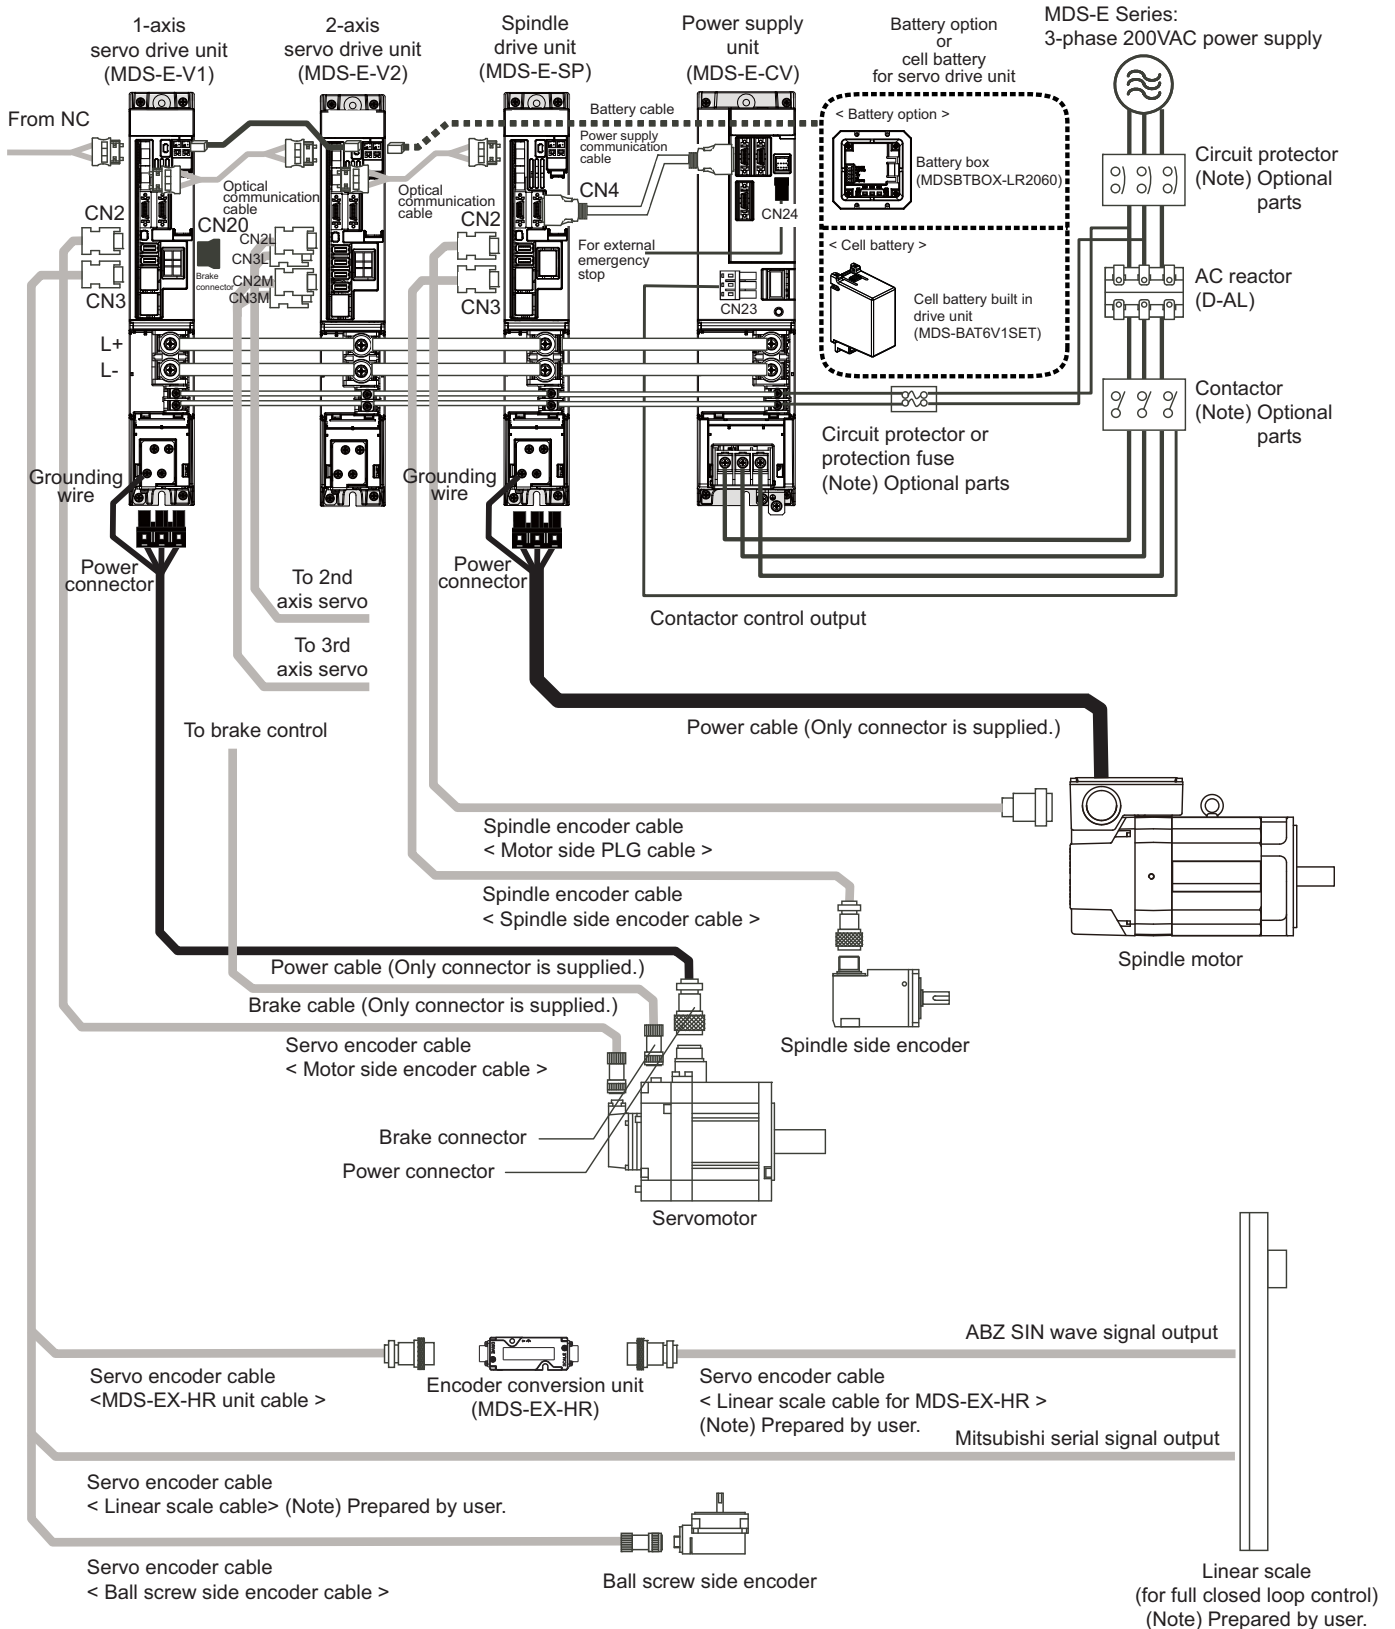 1-axis
servo drive unit
(MDS-E-V1)
2-axis
servo drive unit
(MDS-E-V2)
Spindle
drive unit
(MDS-E-SP)
Power supply
unit
(MDS-E-CV)
Battery option
or
cell battery
for servo drive unit
MDS-E Series:
3-phase 200VAC power supply
From NC
Battery cable
Power supply
communication
cable
< Battery option >
Battery box
(MDSBTBOX-LR2060)
Circuit protector
(Note) Optional
parts
Optical
communication
cable
Optical
communication
cable
CN4
CN2
CN20
CN2L
CN3L
CN2M
CN3M
Brake
connector
CN3
CN2
CN3
CN24
For external
emergency
stop
CN23
< Cell battery >
Cell battery built in
drive unit
(MDS-BAT6V1SET)
AC reactor
(D-AL)
L+
L-
Contactor
(Note) Optional
parts
Circuit protector or
protection fuse
(Note) Optional parts
Grounding
wire
Grounding
wire
Power
connector
Power
connector
To 2nd
axis servo
To 3rd
axis servo
Contactor control output
To brake control
Power cable (Only connector is supplied.)
Spindle encoder cable
< Motor side PLG cable >
Spindle encoder cable
< Spindle side encoder cable >
Spindle motor
Power cable (Only connector is supplied.)
Brake cable (Only connector is supplied.)
Servo encoder cable
< Motor side encoder cable >
Spindle side encoder
Brake connector
Power connector
Servomotor
ABZ SIN wave signal output
Servo encoder cable
<MDS-EX-HR unit cable >
Encoder conversion unit
(MDS-EX-HR)
Servo encoder cable
< Linear scale cable for MDS-EX-HR >
(Note) Prepared by user.
Mitsubishi serial signal output
Servo encoder cable
< Linear scale cable> (Note) Prepared by user.
Servo encoder cable
< Ball screw side encoder cable >
Ball screw side encoder
Linear scale
(for full closed loop control)
(Note) Prepared by user.